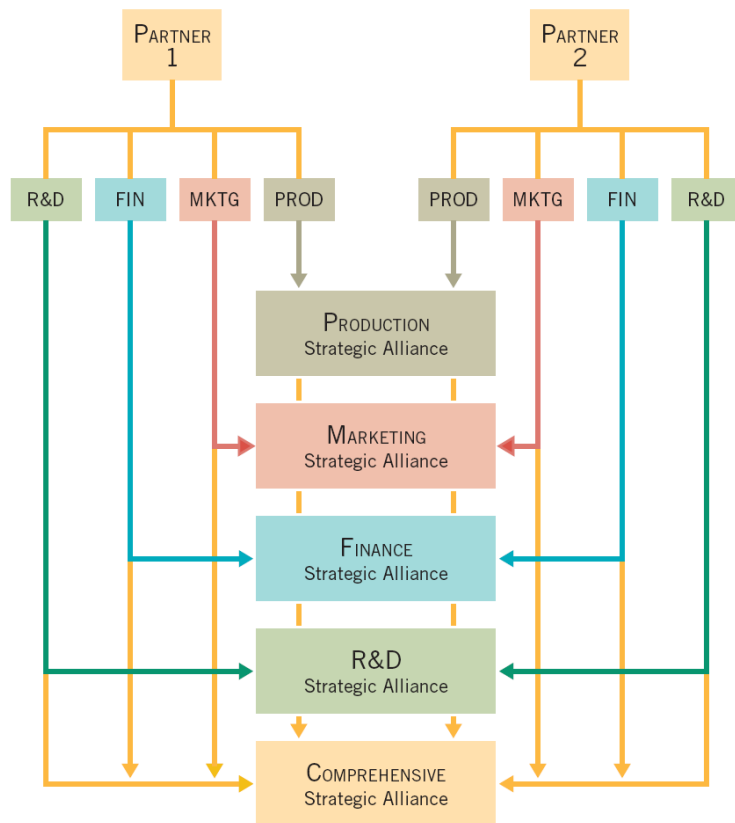 PARTNER
1
PARTNER
2
R&D
FIN
MKTG
PROD
PROD
MKTG
FIN
R&D
PRODUCTION
Strategic Alliance
MARKETING
Strategic Alliance
FINANCE
Strategic Alliance
R&D
Strategic Alliance
COMPREHENSIVE
Strategic Alliance